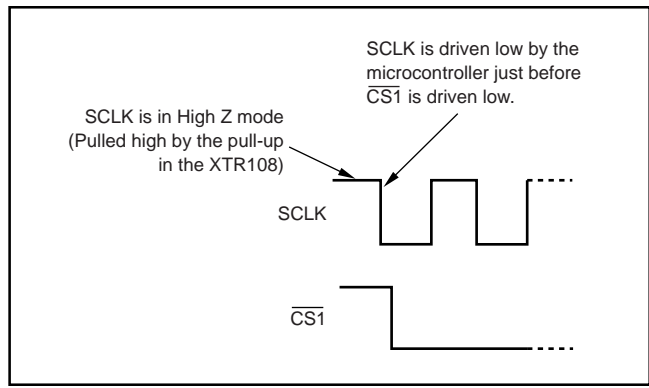 SCLK is driven low by the
microcontroller just before
CS1 is driven low.
SCLK is in High Z mode
(Pulled high by the pull-up
in the XTR108)
SCLK
CS1